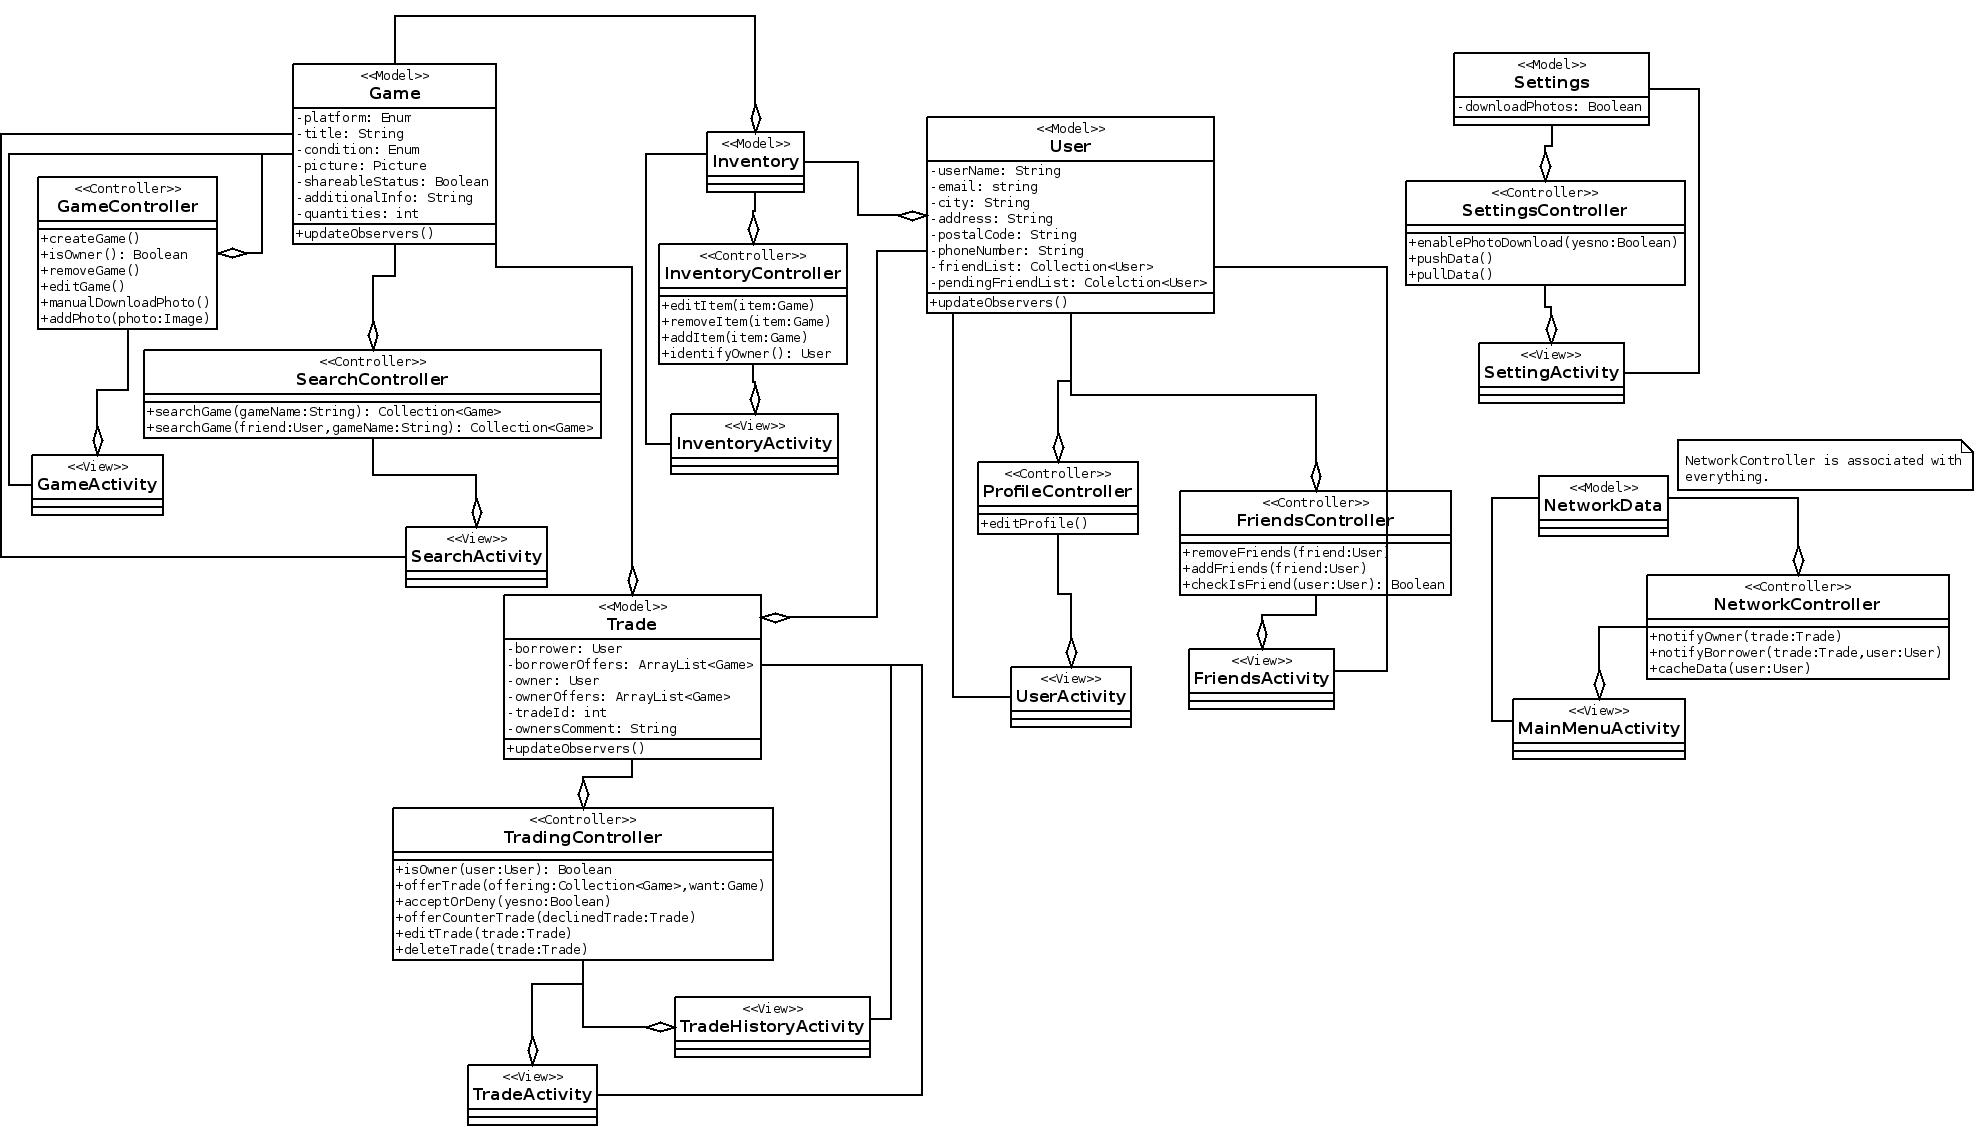 <<Model>>
Game
-platform: Enum
-title: String
-condition: Enum
-picture: Picture
-shareableStatus: Boolean
-additionalInfo: String
-quantities: int
+updateObservers()
<<Controller>>
GameController
+createGame()
+isOwner(): Boolean
+removeGame()
+editGame()
+manualDownloadPhoto()
+addPhoto(photo:Image)
<<Controller>>
SearchController
+searchGame(gameName:String): Collection<Game>
+searchGame(friend:User,gameName:String): Collection<Game>
<<View>>
GameActivity
<<View>>
SearchActivity
<<Model>>
Inventory
<<Controller>>
InventoryController
+editItem(item:Game)
+removeItem(item:Game)
+addItem(item:Game)
+identifyOwner(): User
<<View>>
InventoryActivity
<<Model>>
User
-userName: String
-email: string
-city: String
-address: String
-postalCode: String
-phoneNumber: String
-friendList: Collection<User>
-pendingFriendList: Colelction<User>
+updateObservers()
<<Controller>>
ProfileController
+editProfile()
<<Controller>>
FriendsController
+removeFriends(friend:User)
+addFriends(friend:User)
+checkIsFriend(user:User): Boolean
<<View>>
UserActivity
<<View>>
FriendsActivity
<<Model>>
Settings
-downloadPhotos: Boolean
<<Controller>>
SettingsController
+enablePhotoDownload(yesno:Boolean)
+pushData()
+pullData()
<<View>>
SettingActivity
NetworkController is associated with
everything.
<<Model>>
NetworkData
<<Controller>>
NetworkController
+notifyOwner(trade:Trade)
+notifyBorrower(trade:Trade,user:User)
+cacheData(user:User)
<<View>>
MainMenuActivity
<<Model>>
Trade
-borrower: User
-borrowerOffers: ArrayList<Game>
-owner: User
-ownerOffers: ArrayList<Game>
-tradeId: int
-ownersComment: String
+updateObservers()
<<Controller>>
TradingController
+isOwner(user:User): Boolean
+offerTrade(offering:Collection<Game>,want:Game)
+acceptOrDeny(yesno:Boolean)
+offerCounterTrade(declinedTrade:Trade)
+editTrade(trade:Trade)
+deleteTrade(trade:Trade)
<<View>>
TradeHistoryActivity
<<View>>
TradeActivity